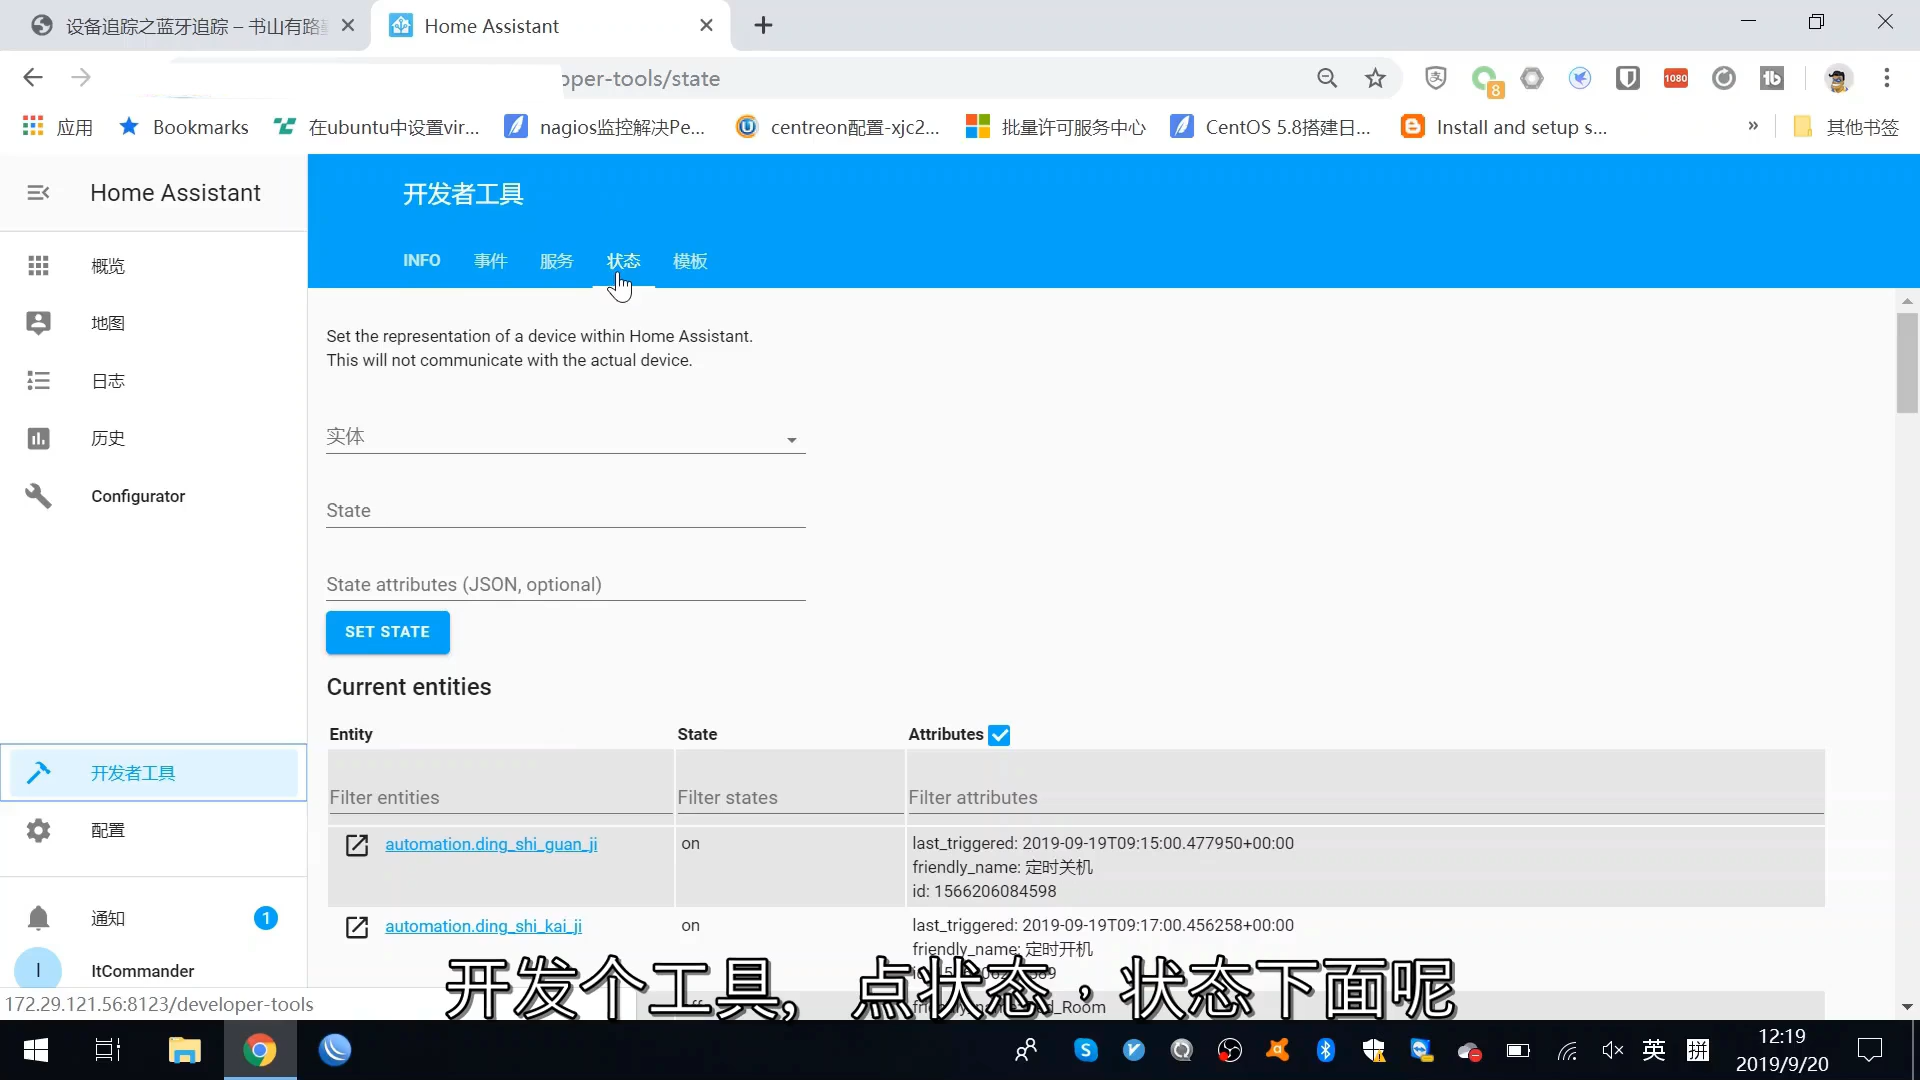 设备追踪之蓝牙追踪 – 书山有路
Home Assistant
oper-tools/state
8
1080
应用
Bookmarks
在ubuntu中设置vir...
nagios监控解决Pe...
centreon配置-xjc2...
批量许可服务中心
CentOS 5.8搭建日...
Install and setup s...
»
其他书签
Home Assistant
开发者工具
INFO
事件
服务
状态
模板
概览
地图
日志
历史
Configurator
开发者工具
配置
通知
1
I
ItCommander
Set the representation of a device within Home Assistant.
This will not communicate with the actual device.
实体
State
State attributes (JSON, optional)
SET STATE
Current entities
Entity
State
Attributes
Filter entities
Filter states
Filter attributes
automation.ding_shi_guan_ji
on
last_triggered: 2019-09-19T09:15:00.477950+00:00
friendly_name: 定时关机
id: 1566206084598
automation.ding_shi_kai_ji
on
last_triggered: 2019-09-19T09:17:00.456258+00:00
friendly_name: 定时开机
开发个工具， 点状态，状态下面呢
172.29.121.56:8123/developer-tools
英
拼
12:19
2019/9/20